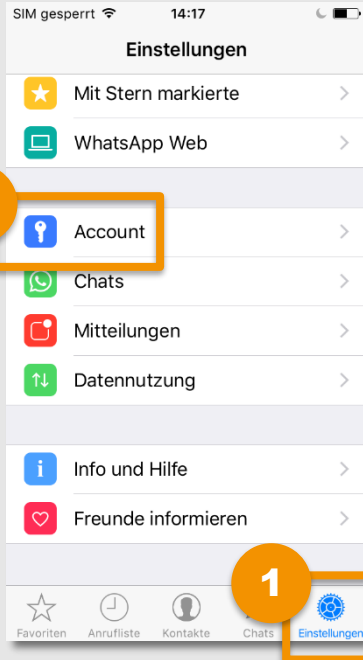 SIM gesperrt 14:17
Einstellungen
Mit Stern markierte
WhatsApp Web
Account
Chats
Mitteilungen
Datennutzung
i Info und Hilfe
Freunde informieren
1
Favoriten Anrufliste Kontakte Chats Einstellungen